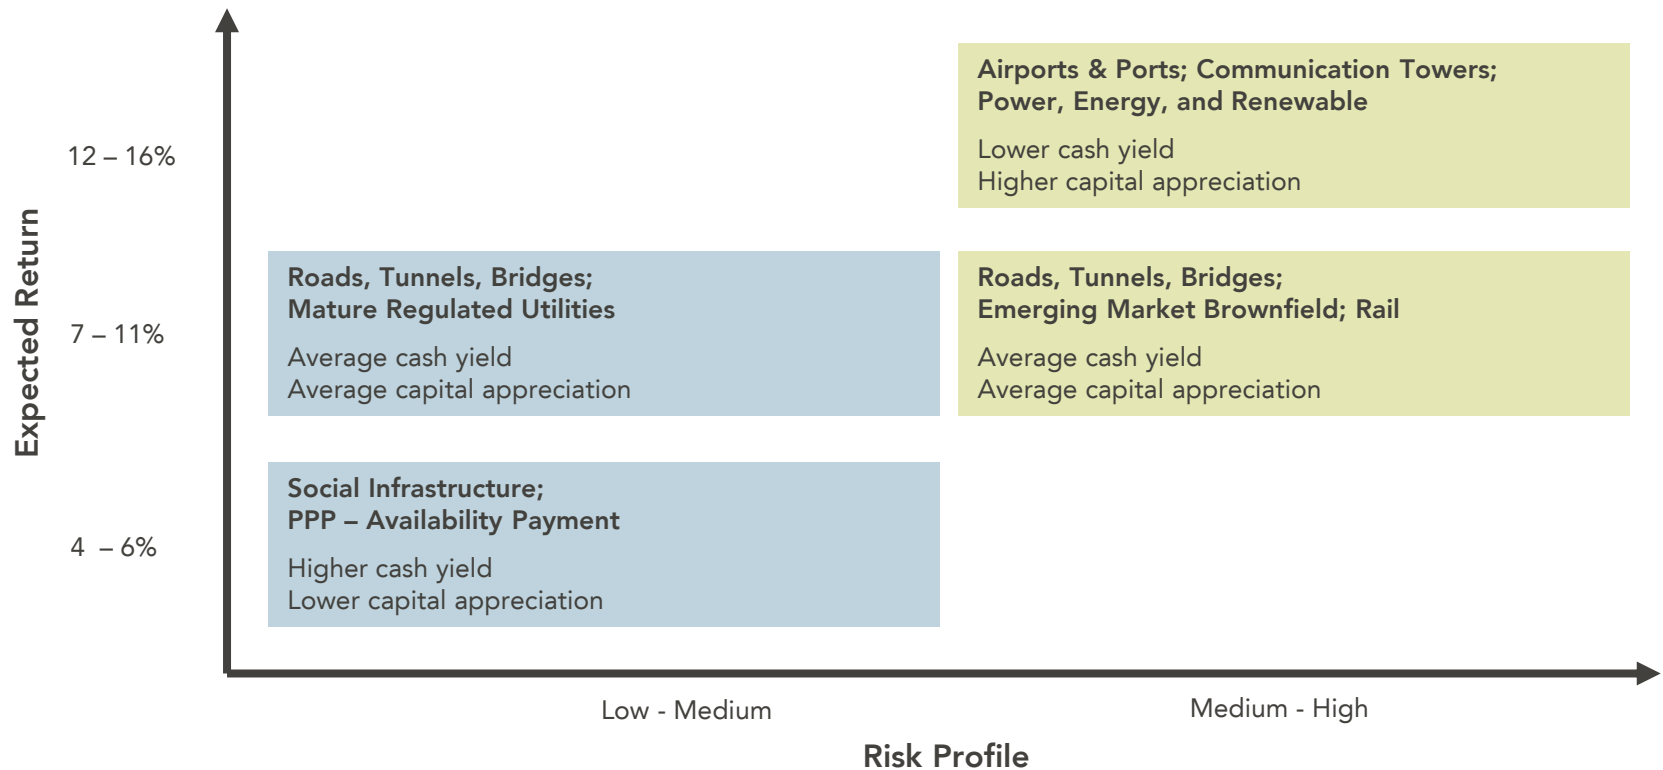 Expected Return
12 – 16%
7 – 11%
4 – 6%
Airports & Ports; Communication Towers;
Power, Energy, and Renewable
Lower cash yield
Higher capital appreciation
Roads, Tunnels, Bridges;
Mature Regulated Utilities
Average cash yield
Average capital appreciation
Roads, Tunnels, Bridges;
Emerging Market Brownfield; Rail
Average cash yield
Average capital appreciation
Social Infrastructure;
PPP – Availability Payment
Higher cash yield
Lower capital appreciation
Low - Medium
Medium - High
Risk Profile